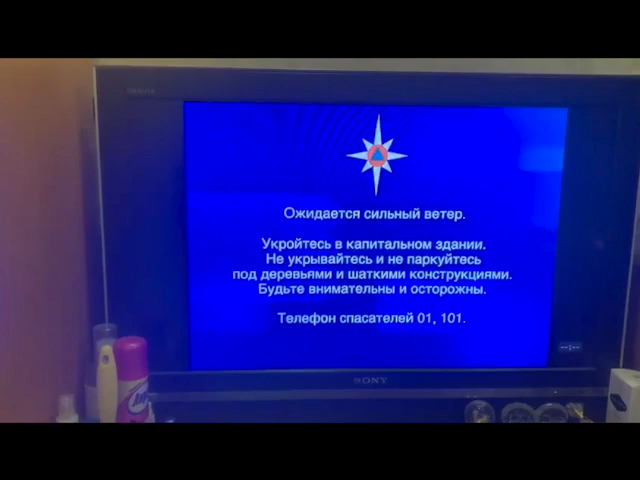 Ожидается сильный ветер.
Укройтесь в капитальном здании.
Не укрывайтесь и не паркуйтесь
под деревьями и шаткими конструкциями.
Будьте внимательны и осторожны.
Телефон спасателей 01, 101.
--:--
SONY